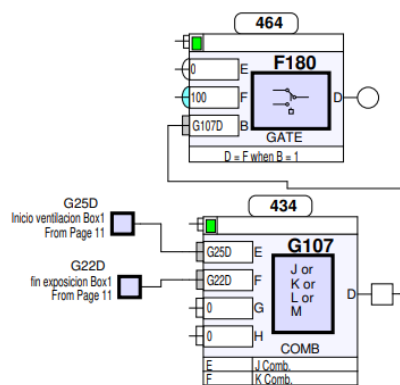 464
F180
0 E
100 F D
G107D B
GATE
D = F when B = 1
G25D
Inicio ventilacion Box1
From Page 11
434
G107
G25D E
J or
K or
L or
M
G22D
fin exposicion Box1
From Page 11
G22D F
0 G
D
0 H
COMB
E J Comb.
F K Comb.